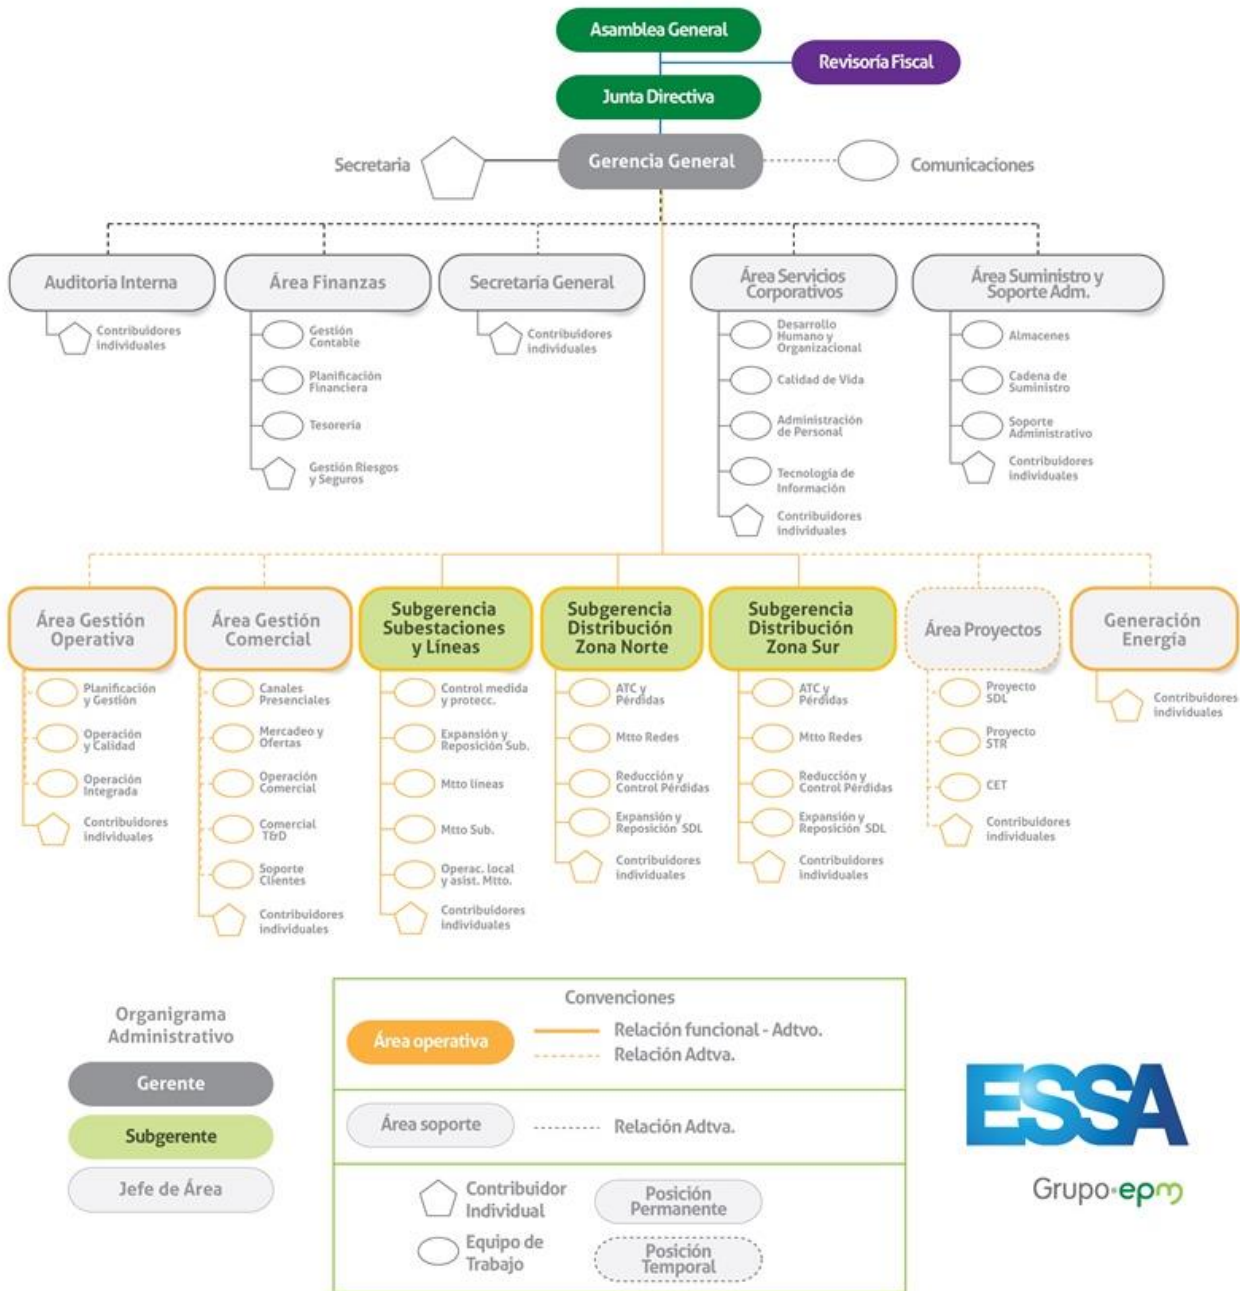 Asamblea General
Revisoría Fiscal
Junta Directiva
Secretaria
Gerencia General
Comunicaciones
Auditoría Interna
Contribuidores
individuales
Área Finanzas
Gestión
Contable
Planificación
Financiera
Tesorería
Gestión Riesgos
y Seguros
Secretaría General
Contribuidores
individuales
Área Servicios
Corporativos
Desarrollo
Humano y
Organizacional
Calidad de Vida
Administración
de Personal
Tecnología de
Información
Contribuidores
individuales
Área Suministro y
Soporte Adm.
Almacenes
Cadena de
Suministro
Soporte
Administrativo
Contribuidores
individuales
Área Gestión
Operativa
Planificación
y Gestión
Operación
y Calidad
Operación
Integrada
Contribuidores
individuales
Área Gestión
Comercial
Canales
Presenciales
Mercadeo y
Ofertas
Operación
Comercial
Comercial
T&D
Soporte
Clientes
Contribuidores
individuales
Subgerencia
Subestaciones
y Líneas
Control medida
y protecc.
Expansión y
Reposición Sub.
Mtto líneas
Mtto Sub.
Operac. local
y asist. Mtto.
Contribuidores
individuales
Subgerencia
Distribución
Zona Norte
ATC y
Pérdidas
Mtto Redes
Reducción y
Control Pérdidas
Expansión y
Reposición SDL
Contribuidores
individuales
Subgerencia
Distribución
Zona Sur
ATC y
Pérdidas
Mtto Redes
Reducción y
Control Pérdidas
Expansión y
Reposición SDL
Contribuidores
individuales
Área Proyectos
Proyecto
SDL
Proyecto
STR
CET
Contribuidores
individuales
Generación
Energía
Contribuidores
individuales
Organigrama
Administrativo
Gerente
Subgerente
Jefe de Área
Convenciones
Área operativa
Relación funcional - Adtvo.
Relación Adtva.
Área soporte
Relación Adtva.
Contribuidor
Individual
Posición
Permanente
Equipo de
Trabajo
Posición
Temporal
ESSA
Grupo·epm